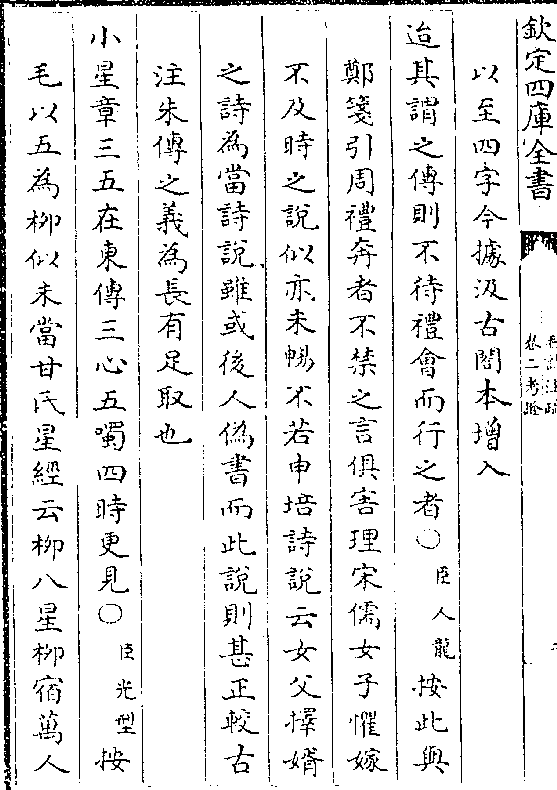 欽定四庫全書
卷二考證
以至四字今據汲古閣本增入
迨其謂之傳則不待禮會而行之者○臣人龍按此與
鄭箋引周禮奔者不禁之言俱害理宋儒女子懼嫁
不及時之說似亦未暢不若申培詩說云女父擇婿
之詩為當詩說雖或後人偽書而此說則甚正較古
注朱傳之義為長有足取也
小星章三五在東傳三心五噣四時更見○臣光型按
毛以五為柳似未當甘氏星經云柳八星柳宿萬人